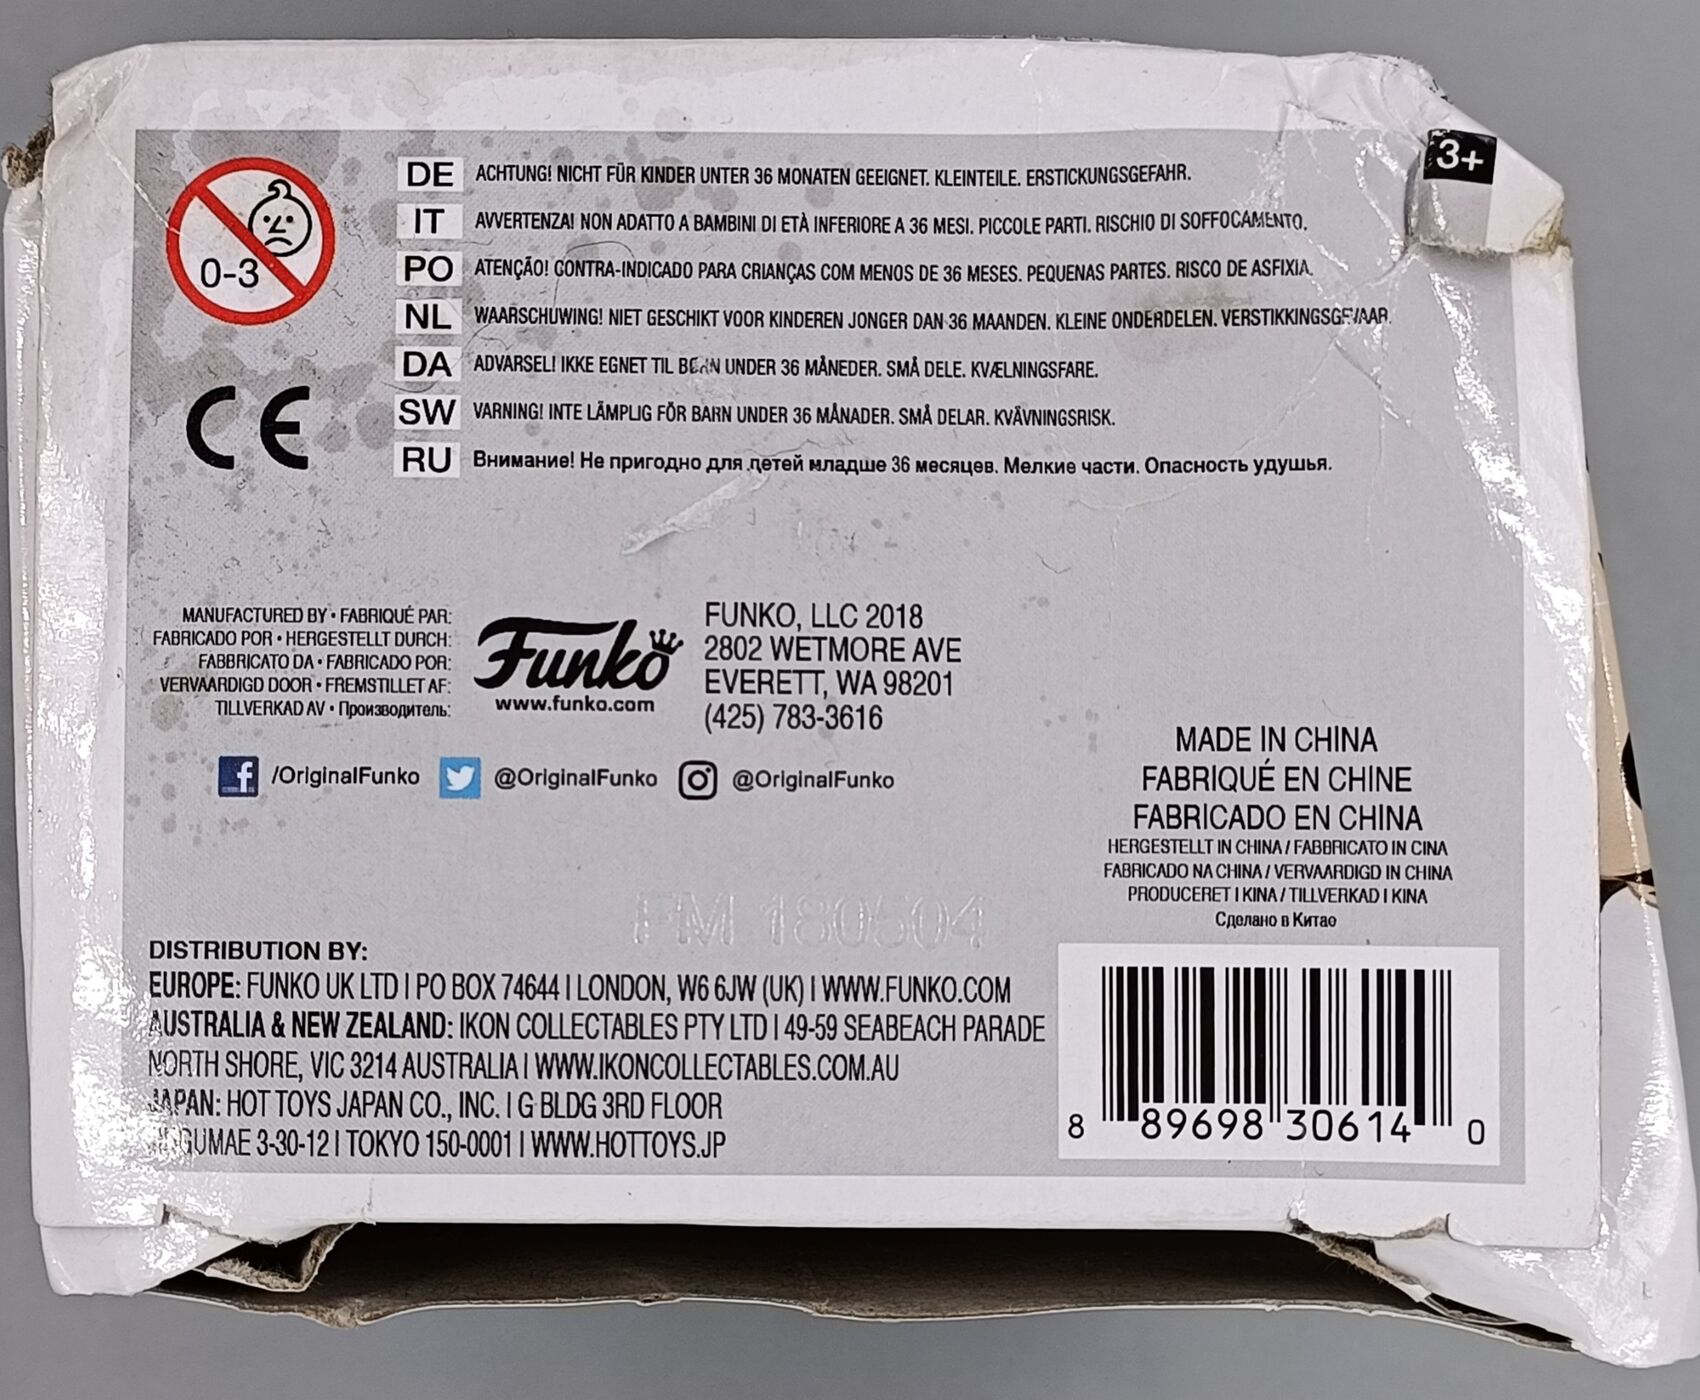 3+
0-3
DE ACHTUNG! NICHT FÜR KINDER UNTER 36 MONATEN GEEIGNET. KLEINTEILE. ERSTICKUNGSGEFAHR.
IT AVVERTENZA! NON ADATTO A BAMBINI DI ETÀ INFERIORE A 36 MESI. PICCOLE PARTI. RISCHIO DI SOFFOCAMENTO.
PO ATENÇÃO! CONTRA-INDICADO PARA CRIANÇAS COM MENOS DE 36 MESES. PEQUENAS PARTES. RISCO DE ASFIXIA.
NL WAARSCHUWING! NIET GESCHIKT VOOR KINDEREN JONGER DAN 36 MAANDEN. KLEINE ONDERDELEN. VERSTIKKINGSGEVAAR.
DA ADVARSEL! IKKE EGNET TIL UNDER 36 MÅNEDER. SMÅ DELE. KVÆLNINGSFARE.
SW VARNING! INTE LÄMPLIG FÖR BARN UNDER 36 MÅNADER. SMÅ DELAR. KVÄVNINGSRISK.
RU Внимание! Не пригодно для детей младше 36 месяцев. Мелкие части. Опасность удушья.
CE
MANUFACTURED BY • FABRIQUÉ PAR:
FABRICADO POR • HERGESTELLT DURCH:
FABBRICATO DA • FABRICADO POR:
VERVAARDIGD DOOR • FREMSTILLET AF:
TILLVERKAD AV • Производитель:
Funko
www.funko.com
FUNKO, LLC 2018
2802 WETMORE AVE
EVERETT, WA 98201
(425) 783-3616
/OriginalFunko @OriginalFunko @OriginalFunko
MADE IN CHINA
FABRIQUÉ EN CHINE
FABRICADO EN CHINA
HERGESTELLT IN CHINA / FABBRICATO IN CINA
FABRICADO NA CHINA / VERVAARDIGD IN CHINA
PRODUCERET I KINA / TILLVERKAD I KINA
Сделано в Китае
FM 180504
DISTRIBUTION BY:
EUROPE: FUNKO UK LTD | PO BOX 74644 | LONDON, W6 6JW (UK) | WWW.FUNKO.COM
AUSTRALIA & NEW ZEALAND: IKON COLLECTABLES PTY LTD | 49-59 SEABEACH PARADE
NORTH SHORE, VIC 3214 AUSTRALIA | WWW.IKONCOLLECTABLES.COM.AU
JAPAN: HOT TOYS JAPAN CO., INC. | G BLDG 3RD FLOOR
3-30-12 | TOKYO 150-0001 | WWW.HOTTOYS.JP
8 89698 30614 0